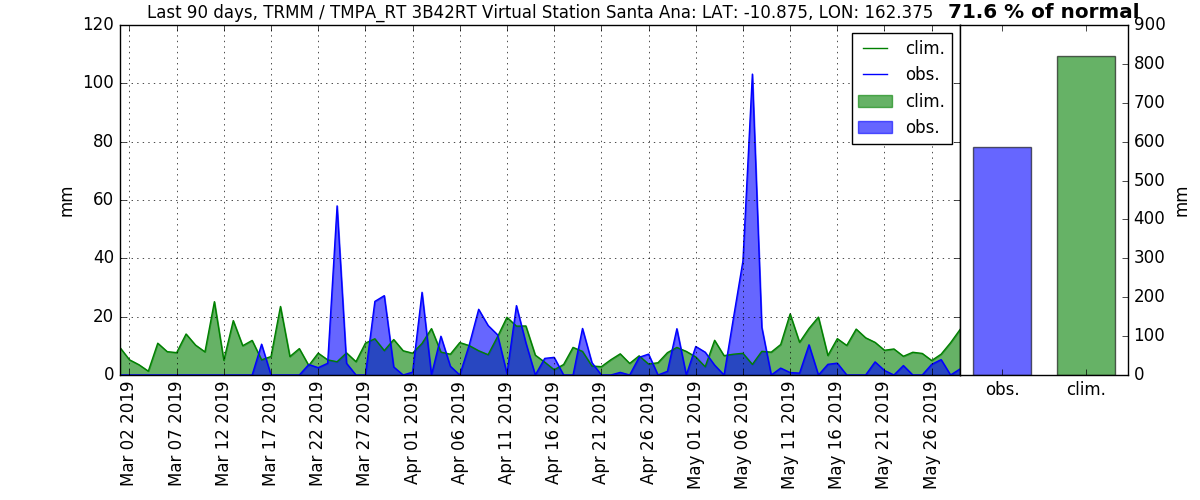 Last 90 days, TRMM / TMPA_RT 3B42RT Virtual Station Santa Ana: LAT: -10.875, LON: 162.375 71.6 % of normal
120
100
80
60
40
20
0
mm
clim.
obs.
clim.
obs.
900
800
700
600
500
400
300
200
100
0
mm
Mar 02 2019
Mar 07 2019
Mar 12 2019
Mar 17 2019
Mar 22 2019
Mar 27 2019
Apr 01 2019
Apr 06 2019
Apr 11 2019
Apr 16 2019
Apr 21 2019
Apr 26 2019
May 01 2019
May 06 2019
May 11 2019
May 16 2019
May 21 2019
May 26 2019
obs.
clim.